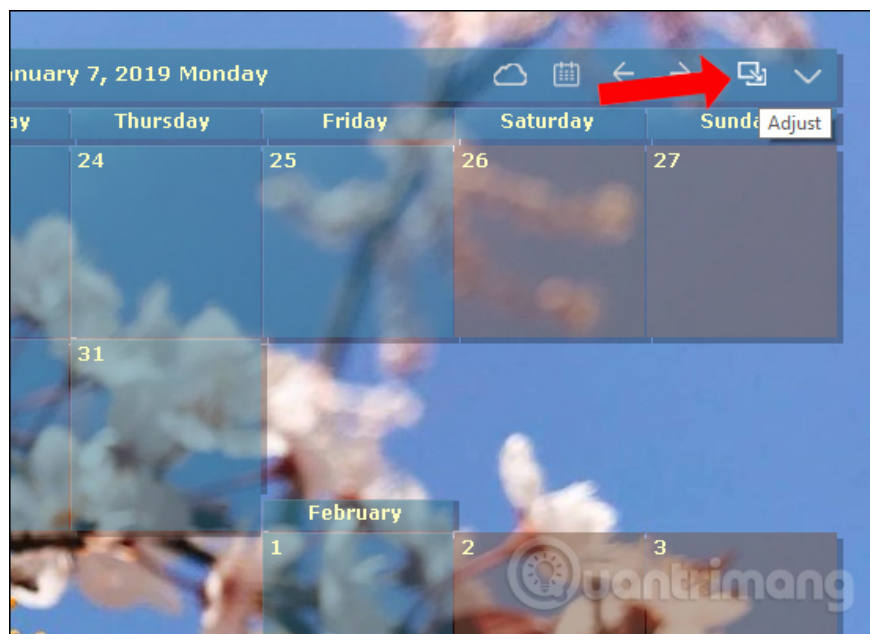 nuary 7, 2019 Monday
ay Thursday Friday Saturday Sunda
Adjust
24 25 26 27
31
February
1 2 3
Quantrimang